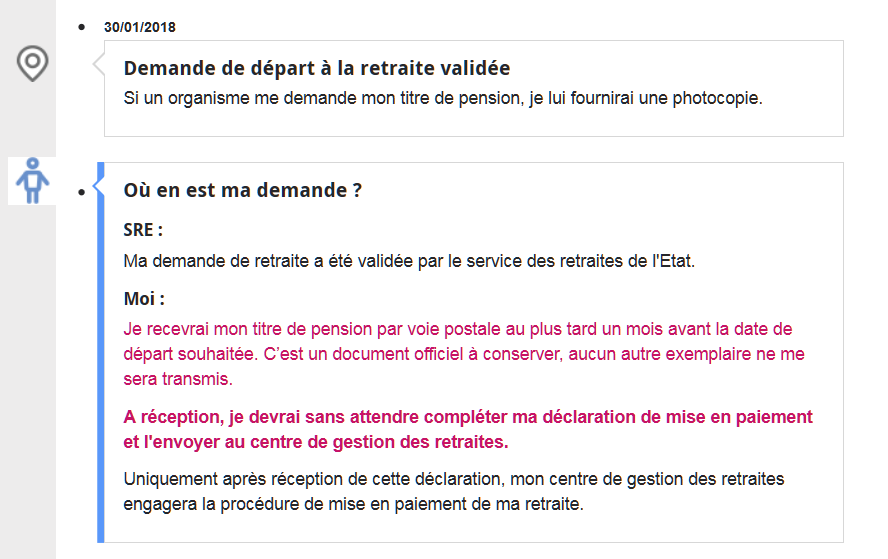 30/01/2018
Demande de départ à la retraite validée
Si un organisme me demande mon titre de pension, je lui fournirai une photocopie.
Où en est ma demande ?
SRE :
Ma demande de retraite a été validée par le service des retraites de l'Etat.
Moi :
Je recevrai mon titre de pension par voie postale au plus tard un mois avant la date de
départ souhaitée. C’est un document officiel à conserver, aucun autre exemplaire ne me
sera transmis.
A réception, je devrai sans attendre compléter ma déclaration de mise en paiement
et l'envoyer au centre de gestion des retraites.
Uniquement après réception de cette déclaration, mon centre de gestion des retraites
engagera la procédure de mise en paiement de ma retraite.